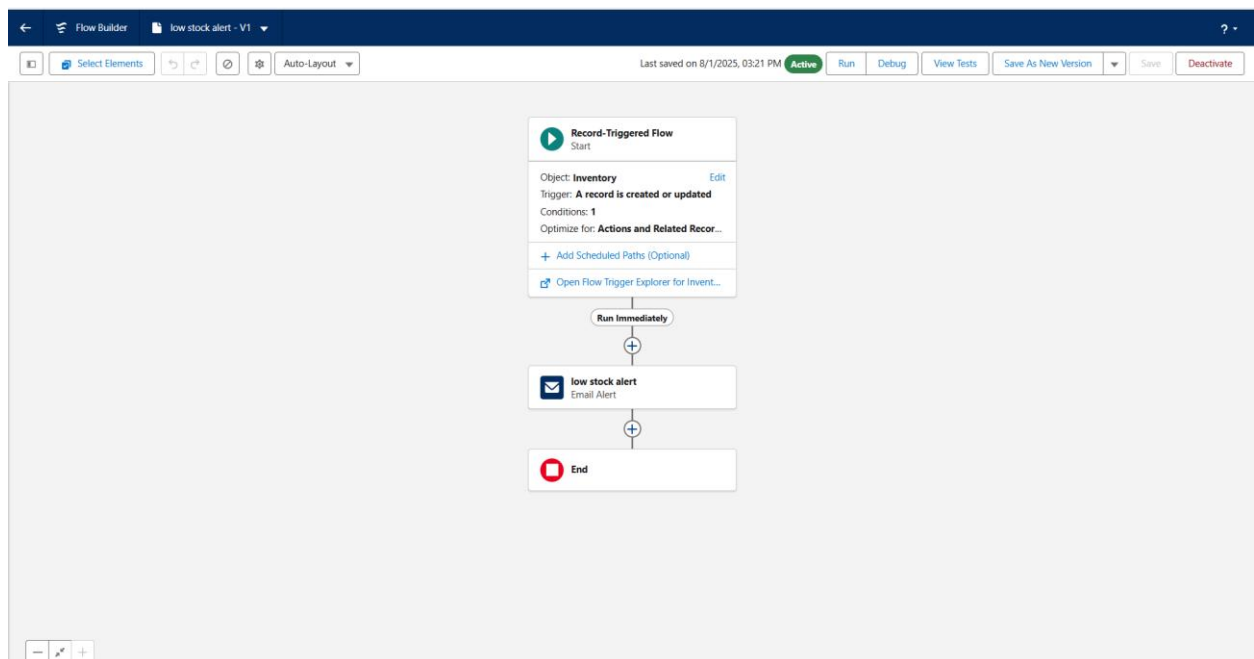 Flow Builder low stock alert - V1 ?
Select Elements Auto-Layout Last saved on 8/1/2025, 03:21 PM Active Run Debug View Tests Save As New Version Save Deactivate
Record-Triggered Flow
Start
Object: Inventory Edit
Trigger: A record is created or updated
Conditions: 1
Optimize for: Actions and Related Recor...
+ Add Scheduled Paths (Optional)
Open Flow Trigger Explorer for Invent...
Run Immediately
low stock alert
Email Alert
End